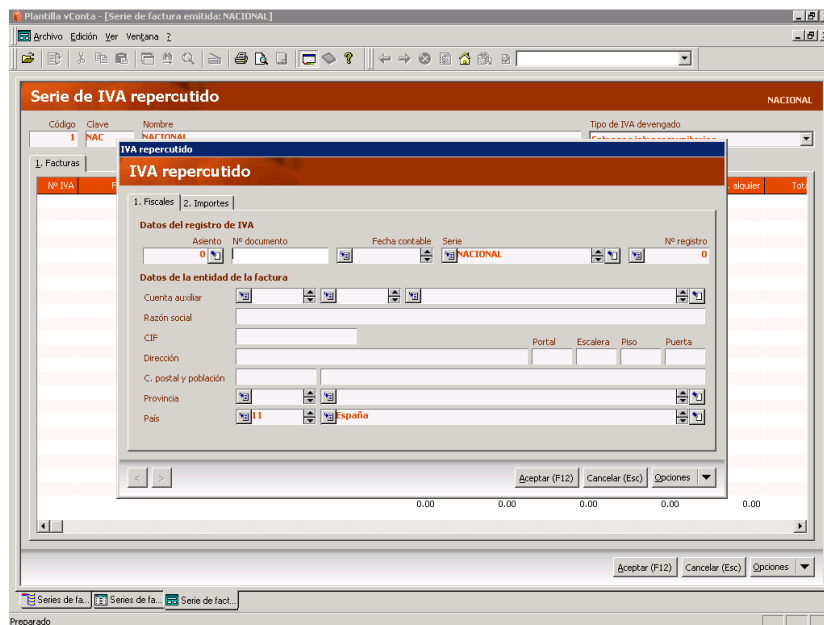 Plantilla vConta - [Serie de factura emitida: NACIONAL]
Archivo Edición Ver Ventana ?
Serie de IVA repercutido
NACIONAL
Código Clave Nombre Tipo de IVA devengado
1 NAC NACIONAL Entregas intracomunitarias
1. Facturas
Nº IVA F . alquiler Tota
IVA repercutido
IVA repercutido
1. Fiscales 2. Importes
Datos del registro de IVA
Asiento Nº documento Fecha contable Serie Nº registro
0 NACIONAL 0
Datos de la entidad de la factura
Cuenta auxiliar
Razón social
CIF
Portal Escalera Piso Puerta
Dirección
C. postal y población
Provincia
País 11 España
< > Aceptar (F12) Cancelar (Esc) Opciones
0.00 0.00 0.00 0.00 0.00
Aceptar (F12) Cancelar (Esc) Opciones
Series de fa... Series de fa... Serie de fact...
Preparado